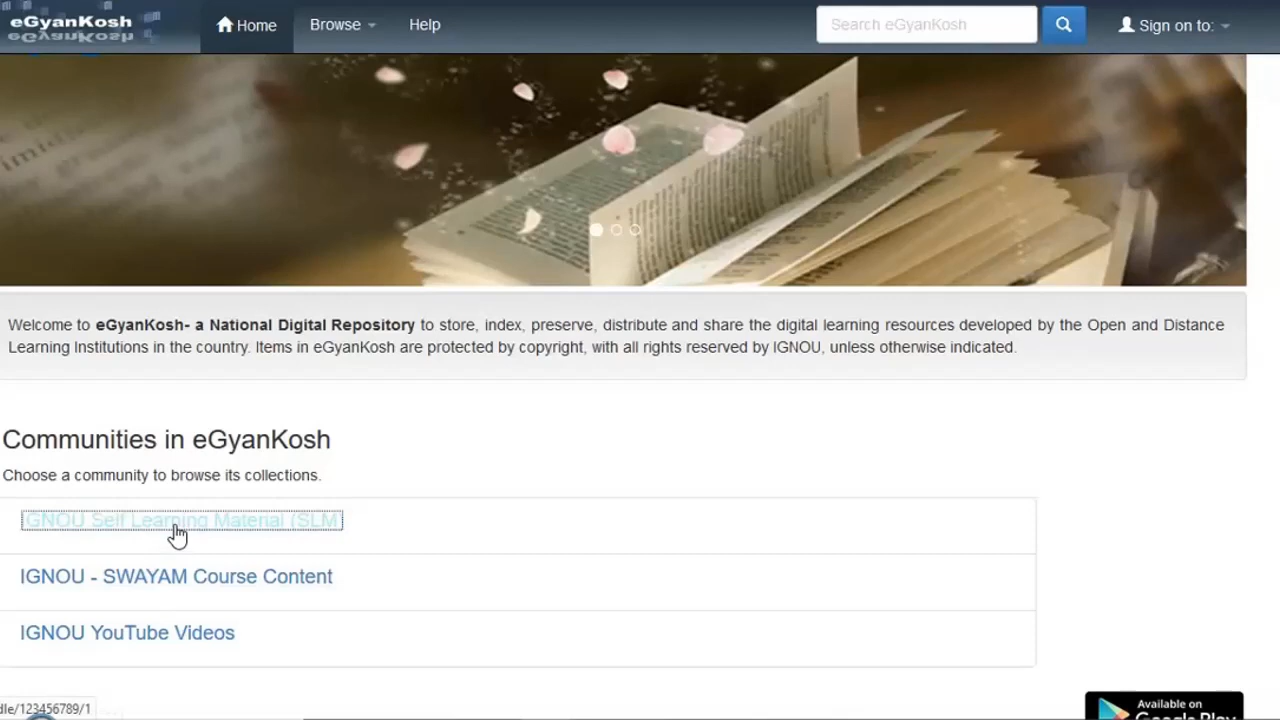 eGyanKosh
Home
Browse
Help
Search eGyanKosh
Sign on to:
Welcome to eGyanKosh- a National Digital Repository to store, index, preserve, distribute and share the digital learning resources developed by the Open and Distance
Learning Institutions in the country. Items in eGyanKosh are protected by copyright, with all rights reserved by IGNOU, unless otherwise indicated.
Communities in eGyanKosh
Choose a community to browse its collections.
IGNOU Self Learning Material (SLM)
IGNOU - SWAYAM Course Content
IGNOU YouTube Videos
dle/123456789/1
Available on
Google Play